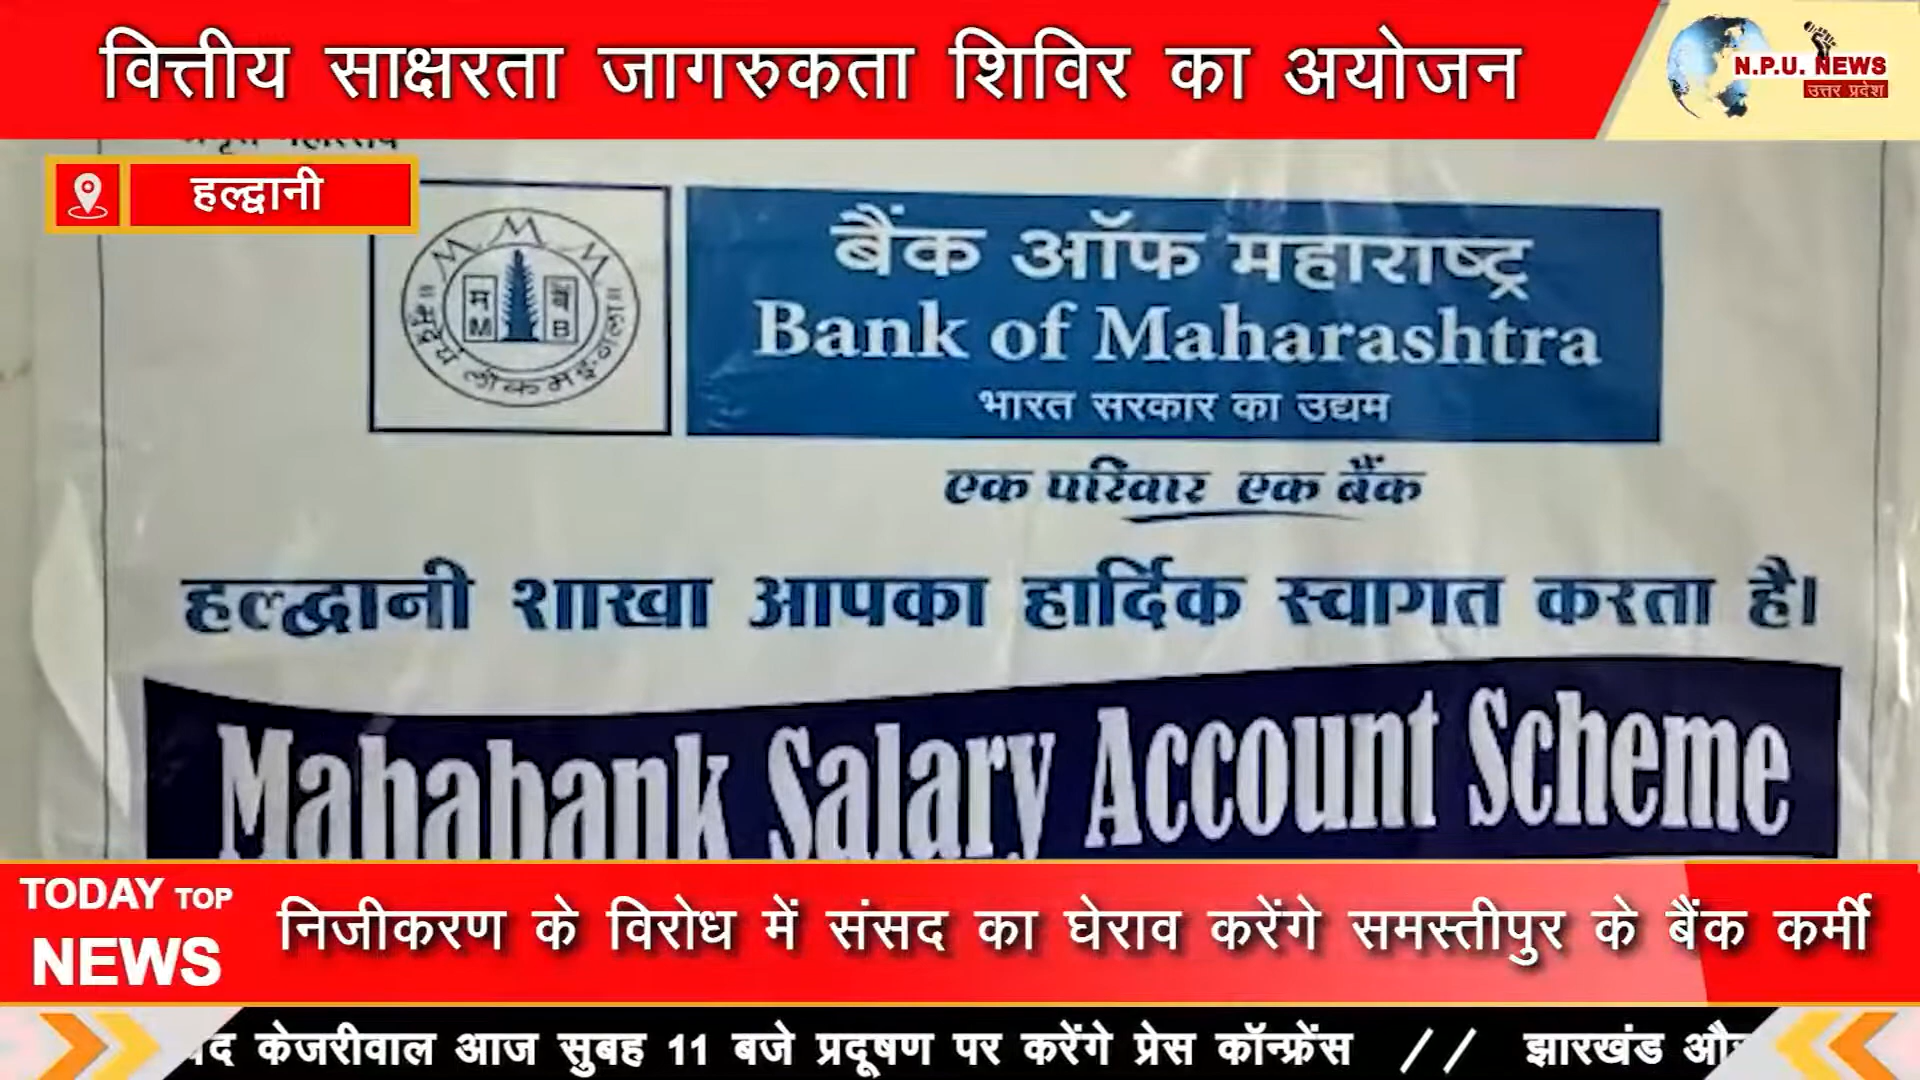 वित्तीय साक्षरता जागरुकता शिविर का अयोजन
N.P.U. NEWS
उत्तर प्रदेश
हल्द्वानी
म
बैं
M
B
बैंक ऑफ महाराष्ट्र
Bank of Maharashtra
भारत सरकार का उद्यम
एक परिवार एक बैंक
हल्द्वानी शाखा आपका हार्दिक स्वागत करता है।
Mahabank Salary Account Scheme
TODAY TOP
NEWS
निजीकरण के विरोध में संसद का घेराव करेंगे समस्तीपुर के बैंक कर्मी
केजरीवाल आज सुबह 11 बजे प्रदूषण पर करेंगे प्रेस कॉन्फ्रेंस // झारखंड